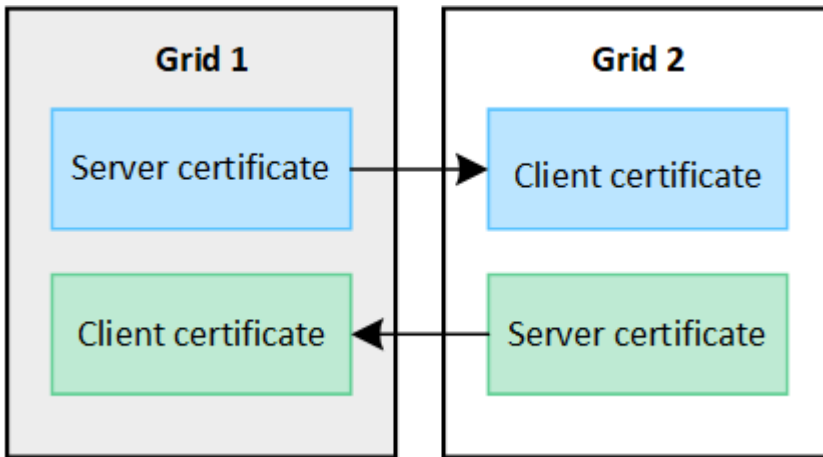 Grid 1
Grid 2
Server certificate
Client certificate
Client certificate
Server certificate